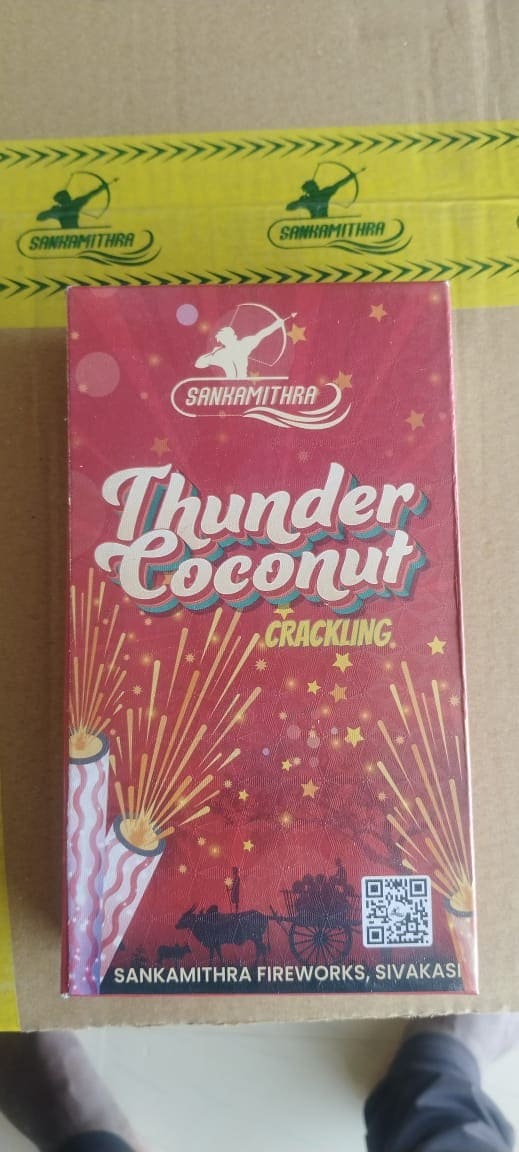 SANKAMITHRA
SANKAMITHRA
SANKAMITHRA
Thunder
Coconut
CRACKLING
SANKAMITHRA FIREWORKS, SIVAKASI